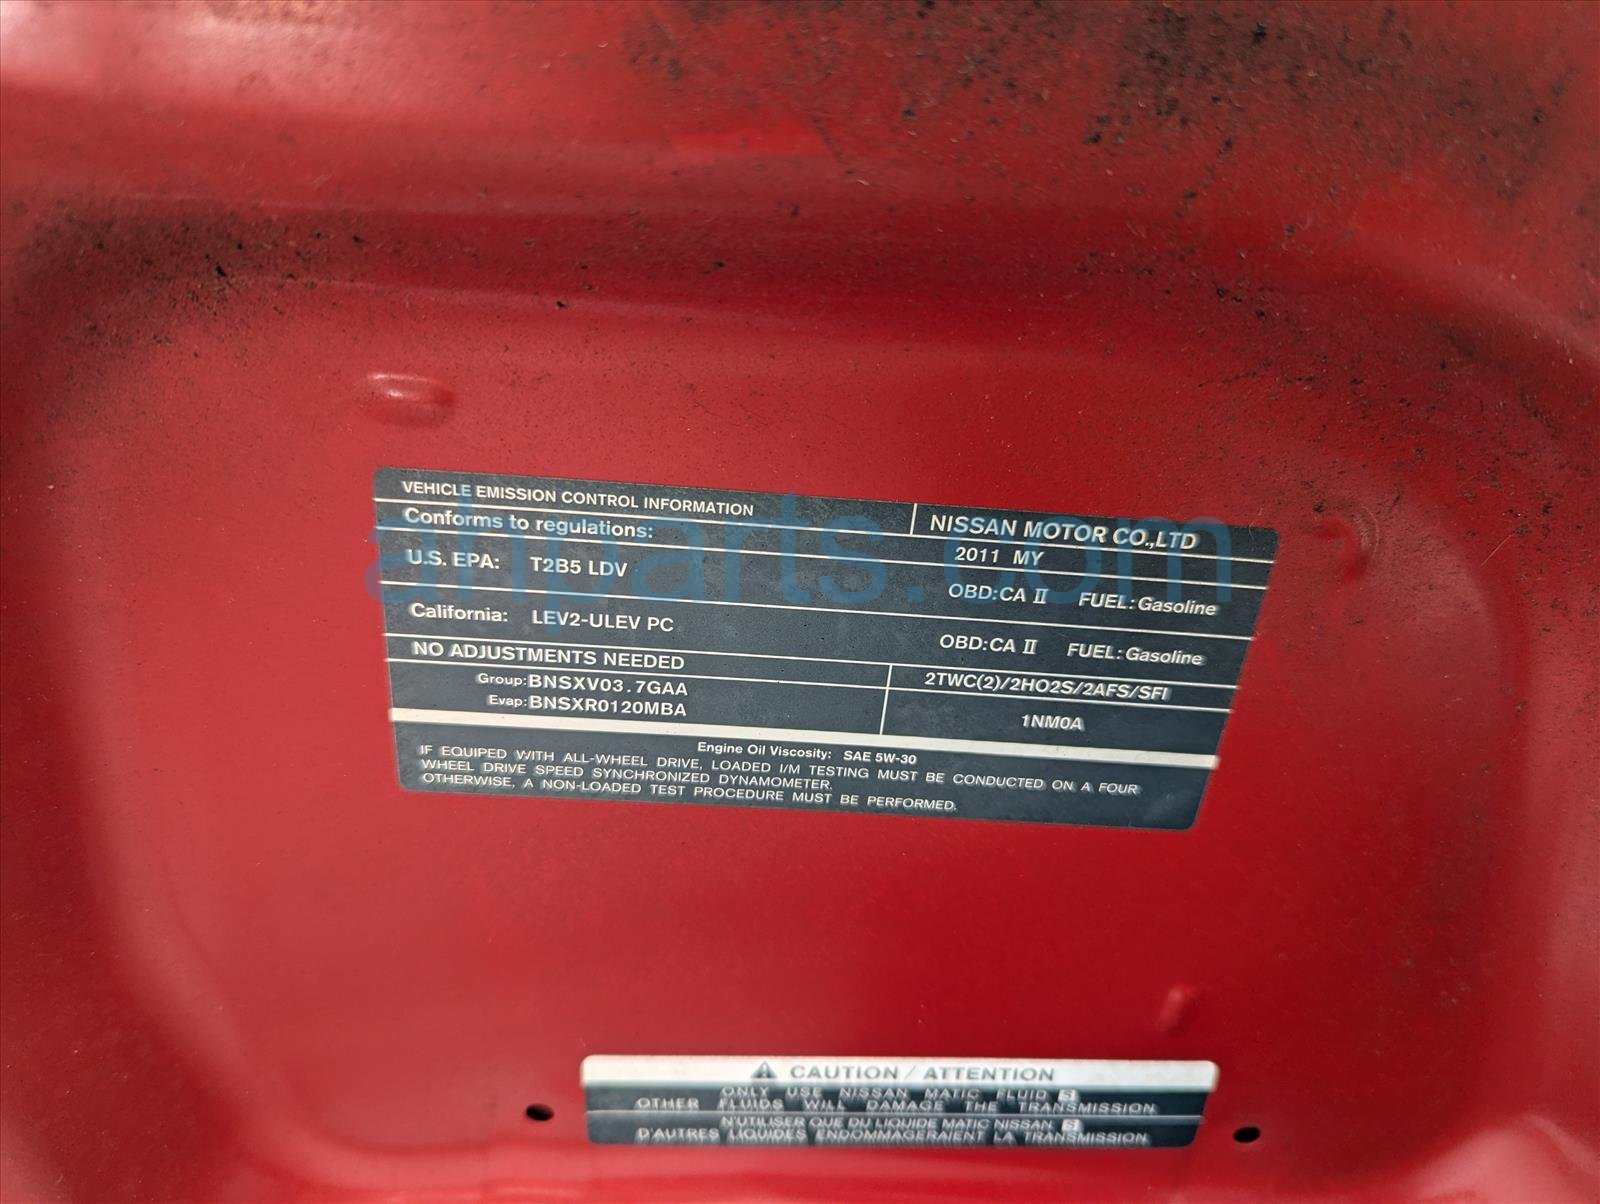 VEHICLE EMISSION CONTROL INFORMATION
NISSAN MOTOR CO.,LTD
Conforms to regulations:
2011 MY
U.S. EPA: T2B5 LDV
OBD:CA II FUEL:Gasoline
California: LEV2-ULEV PC
OBD:CA II FUEL:Gasoline
NO ADJUSTMENTS NEEDED
2TWC(2)/2HO2S/2AFS/SFI
Group:BNSXV03.7GAA
Evap:BNSXR0120MBA
1NM0A
Engine Oil Viscosity: SAE 5W-30
IF EQUIPED WITH ALL-WHEEL DRIVE, LOADED I/M TESTING MUST BE CONDUCTED ON A FOUR
WHEEL DRIVE SPEED SYNCHRONIZED DYNAMOMETER.
OTHERWISE, A NON-LOADED TEST PROCEDURE MUST BE PERFORMED.
ahparts.com
CAUTION / ATTENTION
ONLY USE NISSAN MATIC FLUID S
OTHER FLUIDS WILL DAMAGE THE TRANSMISSION
N'UTILISER QUE DU LIQUIDE MATIC NISSAN S
D'AUTRES LIQUIDES ENDOMMAGERAIENT LA TRANSMISSION